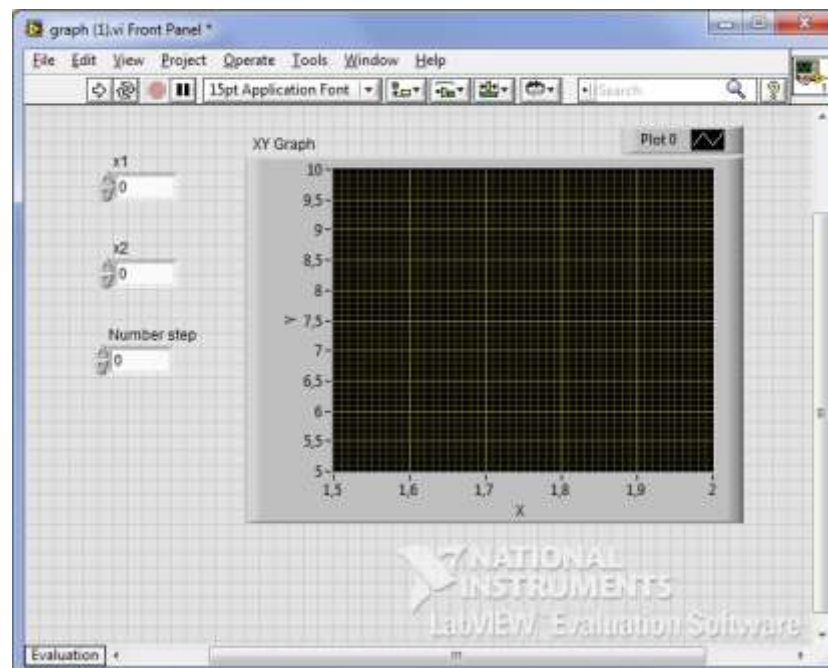 graph (1).vi Front Panel *
File Edit View Project Operate Tools Window Help
15pt Application Font
Search
x1
0
x2
0
Number step
0
XY Graph
Plot 0
10
9,5
9
8,5
8
7,5
7
6,5
6
5,5
5
Y
1,5 1,6 1,7 1,8 1,9 2
X
NATIONAL
INSTRUMENTS
LabVIEW Evaluation Software
Evaluation